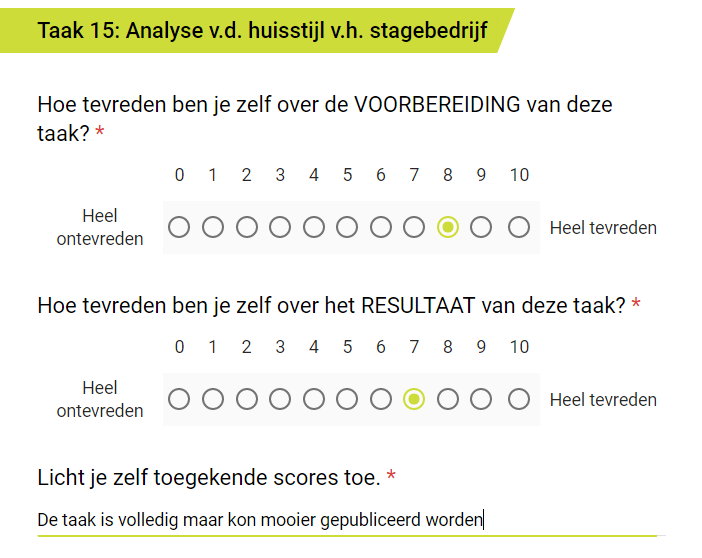 Taak 15: Analyse v.d. huisstijl v.h. stagebedrijf
Hoe tevreden ben je zelf over de VOORBEREIDING van deze
taak? *
0 1 2 3 4 5 6 7 8 9 10
Heel
ontevreden
Heel tevreden
Hoe tevreden ben je zelf over het RESULTAAT van deze taak? *
0 1 2 3 4 5 6 7 8 9 10
Heel
ontevreden
Heel tevreden
Licht je zelf toegekende scores toe. *
De taak is volledig maar kon mooier gepubliceerd worden